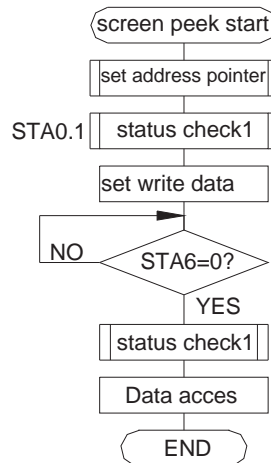 screen peek start
set address pointer
STA0.1
status check1
set write data
NO
STA6=0?
YES
status check1
Data acces
END